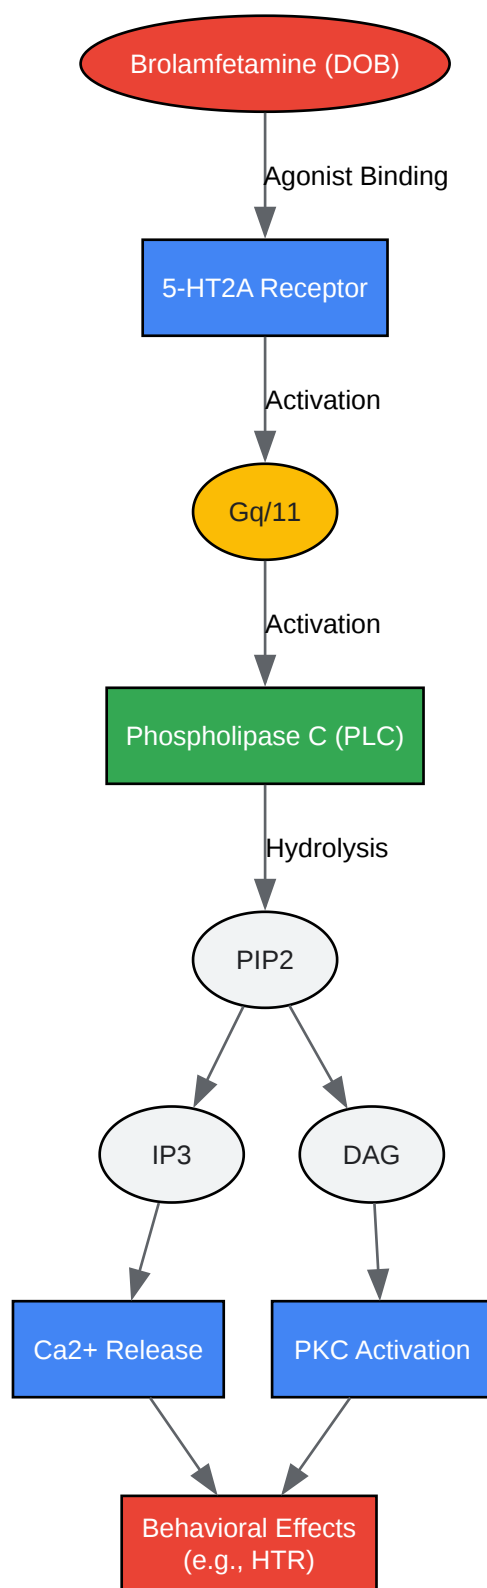 Brolamfetamine (DOB)
Agonist Binding
5-HT2A Receptor
Activation
Gq/11
Activation
Phospholipase C (PLC)
Hydrolysis
PIP2
IP3
DAG
Ca2+ Release
PKC Activation
Behavioral Effects
(e.g., HTR)